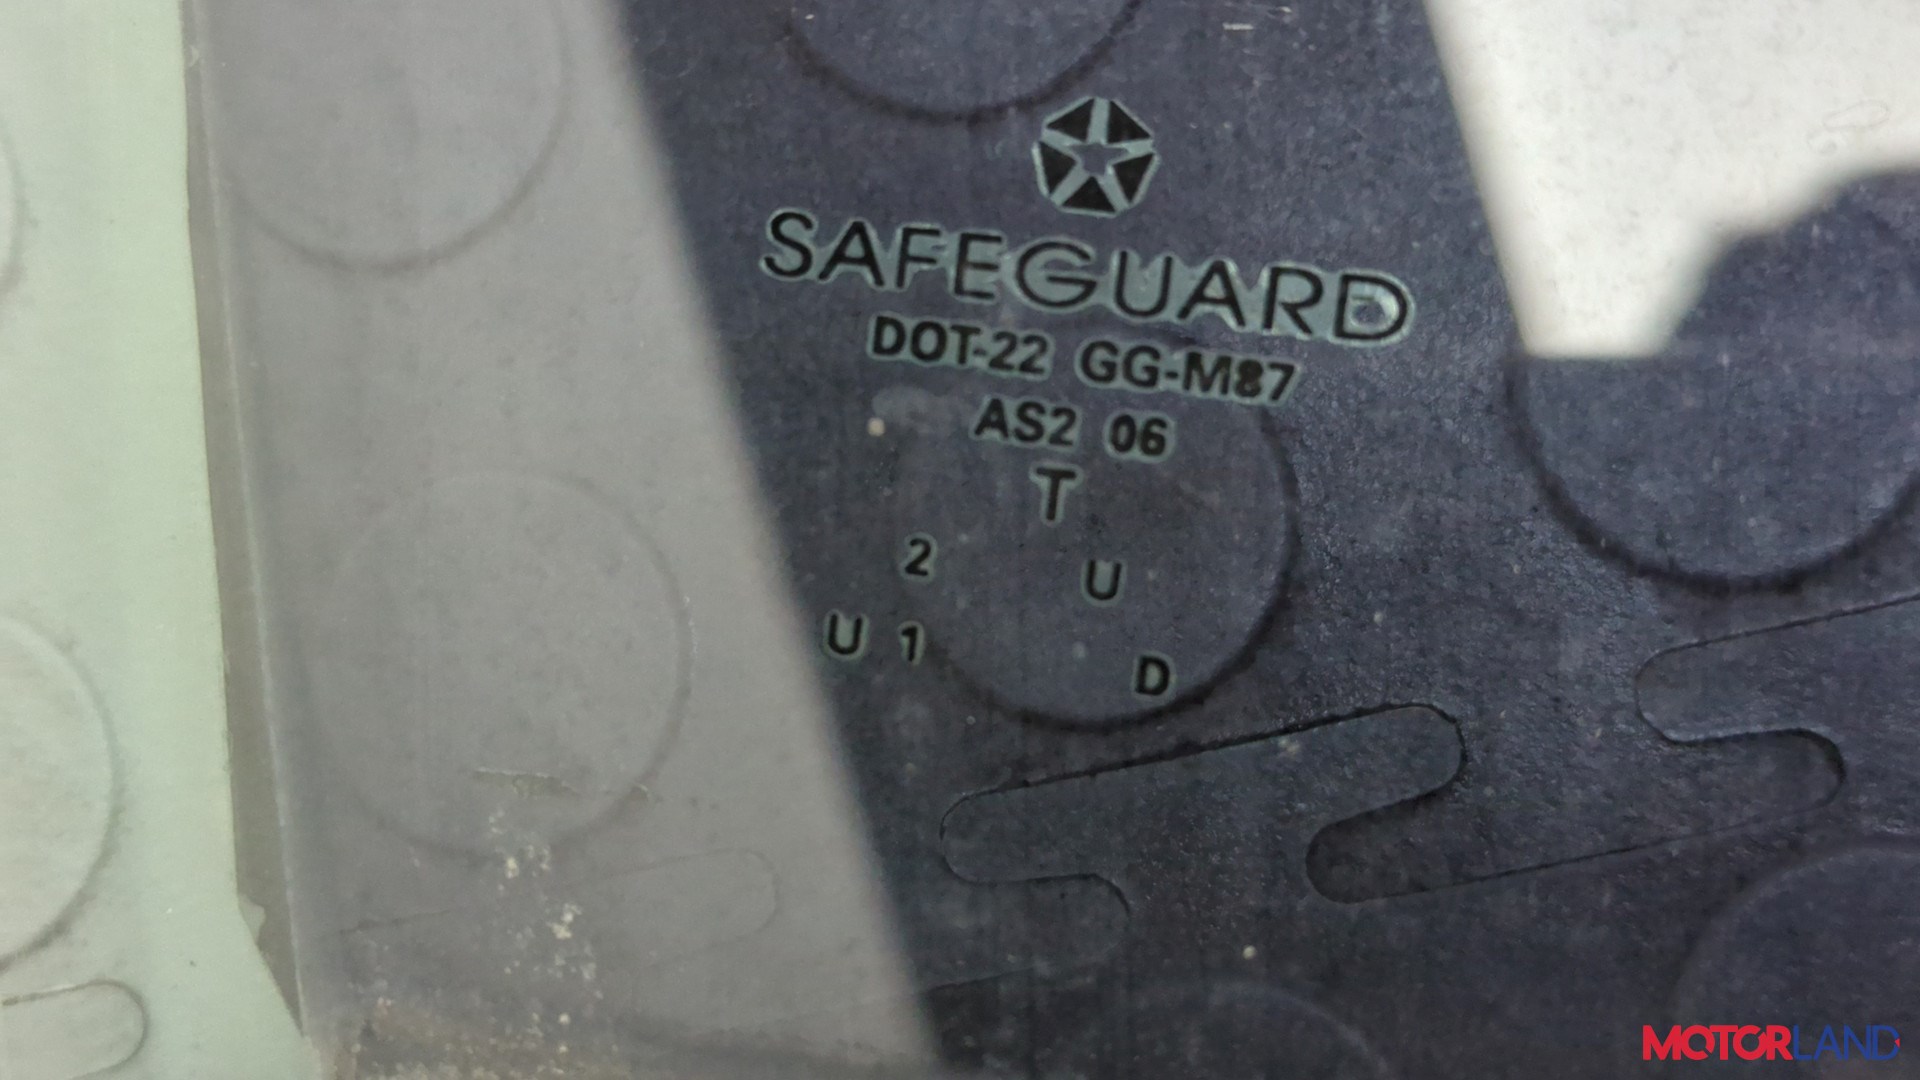 SAFEGUARD
DOT-22 GG-M87
AS2 06
T
2 U
U 1 D
MOTORLAND